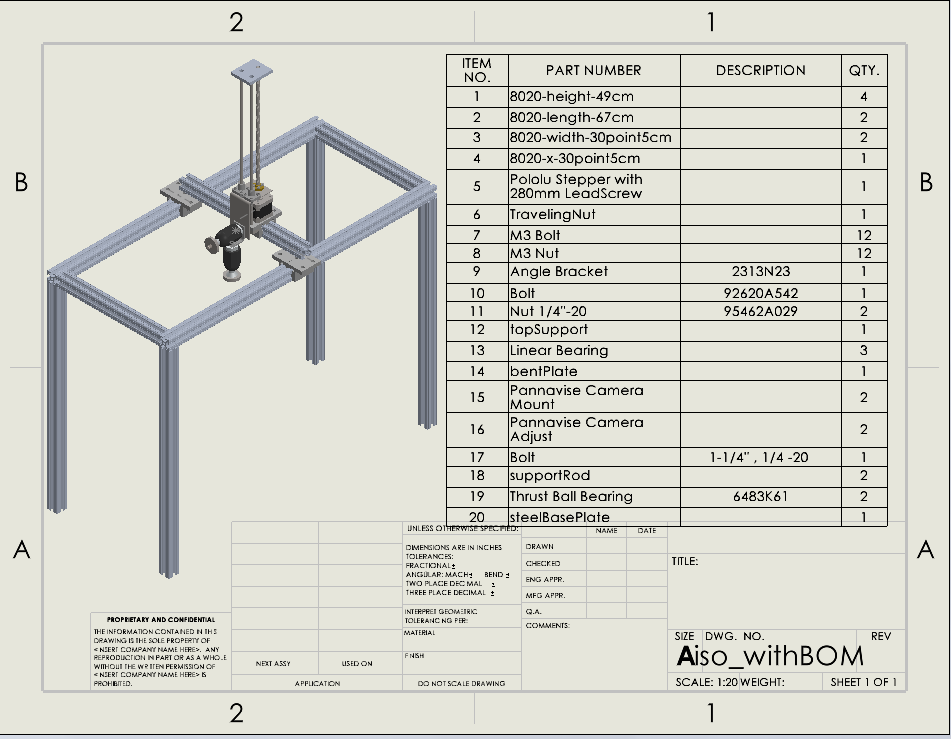 2
1
B
B
ITEM NO. PART NUMBER DESCRIPTION QTY.
1 8020-height-49cm 4
2 8020-length-67cm 2
3 8020-width-30point5cm 2
4 8020-x-30point5cm 1
5 Pololu Stepper with 280mm LeadScrew 1
6 TravelingNut 1
7 M3 Bolt 12
8 M3 Nut 12
9 Angle Bracket 2313N23 1
10 Bolt 92620A542 1
11 Nut 1/4"-20 95462A029 2
12 topSupport 1
13 Linear Bearing 3
14 bentPlate 1
15 Pannavise Camera Mount 2
16 Pannavise Camera Adjust 2
17 Bolt 1-1/4" , 1/4 -20 1
18 supportRod 2
19 Thrust Ball Bearing 6483K61 2
20 steelBasePlate 1
A
A
UNLESS OTHERWISE SPECIFIED:
DIMENSIONS ARE IN INCHES
TOLERANCES:
FRACTIONAL±
ANGULAR: MACH± BEND ±
TWO PLACE DECIMAL ±
THREE PLACE DECIMAL ±
INTERPRET GEOMETRIC
TOLERANCING PER:
MATERIAL
FINISH
DO NOT SCALE DRAWING
NAME DATE
DRAWN
CHECKED
ENG APPR.
MFG APPR.
Q.A.
COMMENTS:
TITLE:
SIZE DWG. NO. REV
Aiso_withBOM
SCALE: 1:20 WEIGHT: SHEET 1 OF 1
PROPRIETARY AND CONFIDENTIAL
THE INFORMATION CONTAINED IN THIS
DRAWING IS THE SOLE PROPERTY OF
<INSERT COMPANY NAME HERE>. ANY
REPRODUCTION IN PART OR AS A WHOLE
WITHOUT THE WRITTEN PERMISSION OF
<INSERT COMPANY NAME HERE> IS
PROHIBITED.
NEXT ASSY USED ON
APPLICATION
2
1